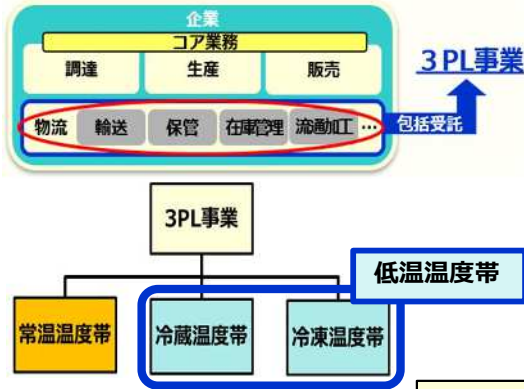 企業
コア業務
調達 生産 販売
3PL事業
物流 輸送 保管 在庫管理 流通加工 …
包括受託
3PL事業
低温温度帯
常温温度帯 冷蔵温度帯 冷凍温度帯